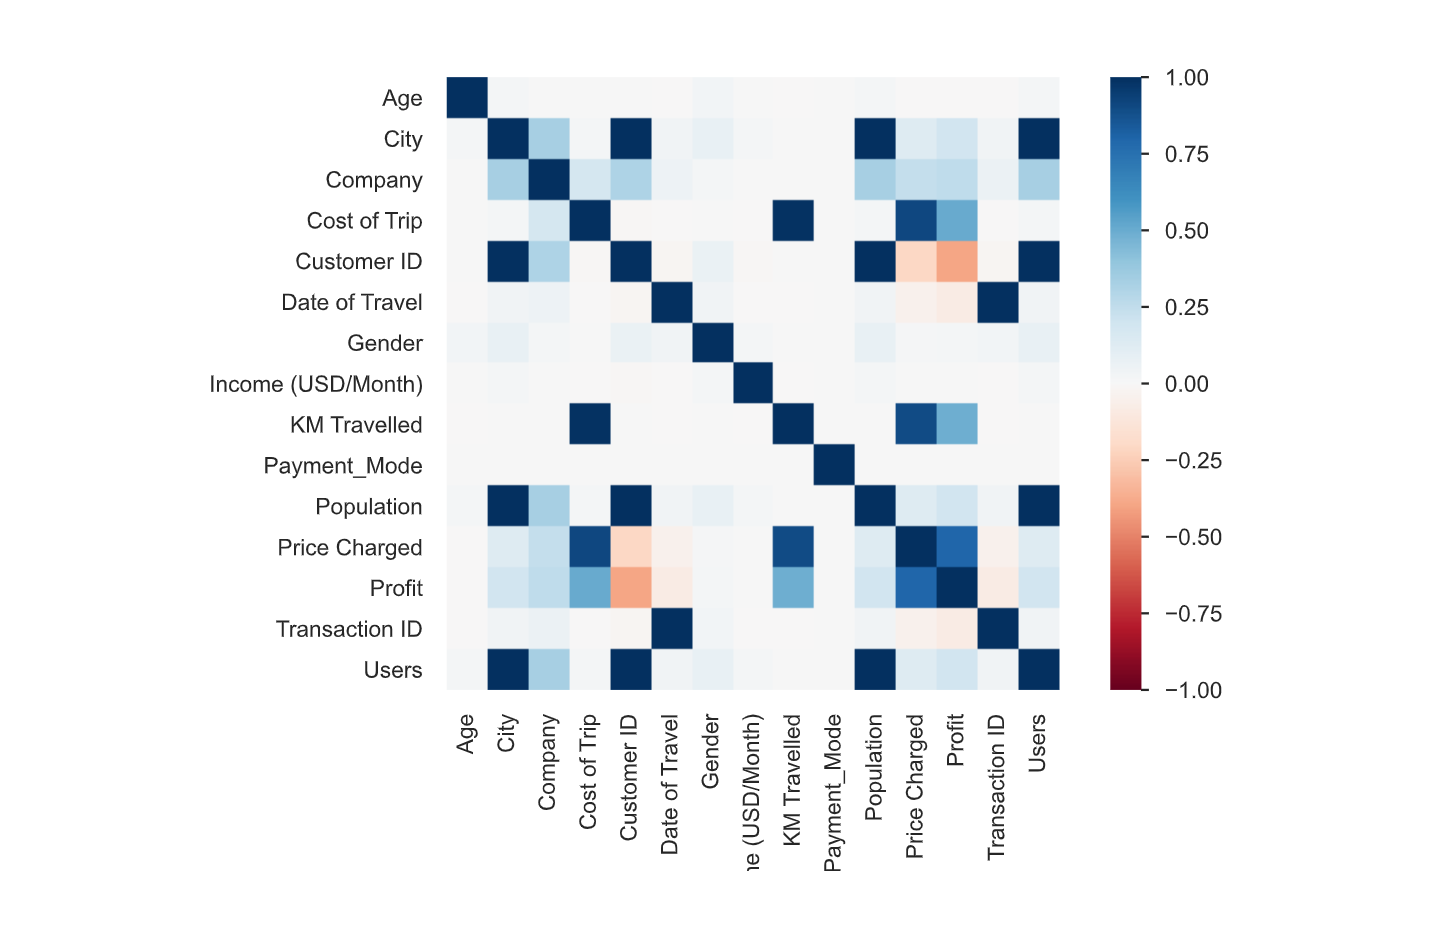 Age
City
Company
Cost of Trip
Customer ID
Date of Travel
Gender
Income (USD/Month)
KM Travelled
Payment_Mode
Population
Price Charged
Profit
Transaction ID
Users
1.00
0.75
0.50
0.25
0.00
−0.25
−0.50
−0.75
−1.00
Age
City
Company
Cost of Trip
Customer ID
Date of Travel
Gender
ne (USD/Month)
KM Travelled
Payment_Mode
Population
Price Charged
Profit
Transaction ID
Users